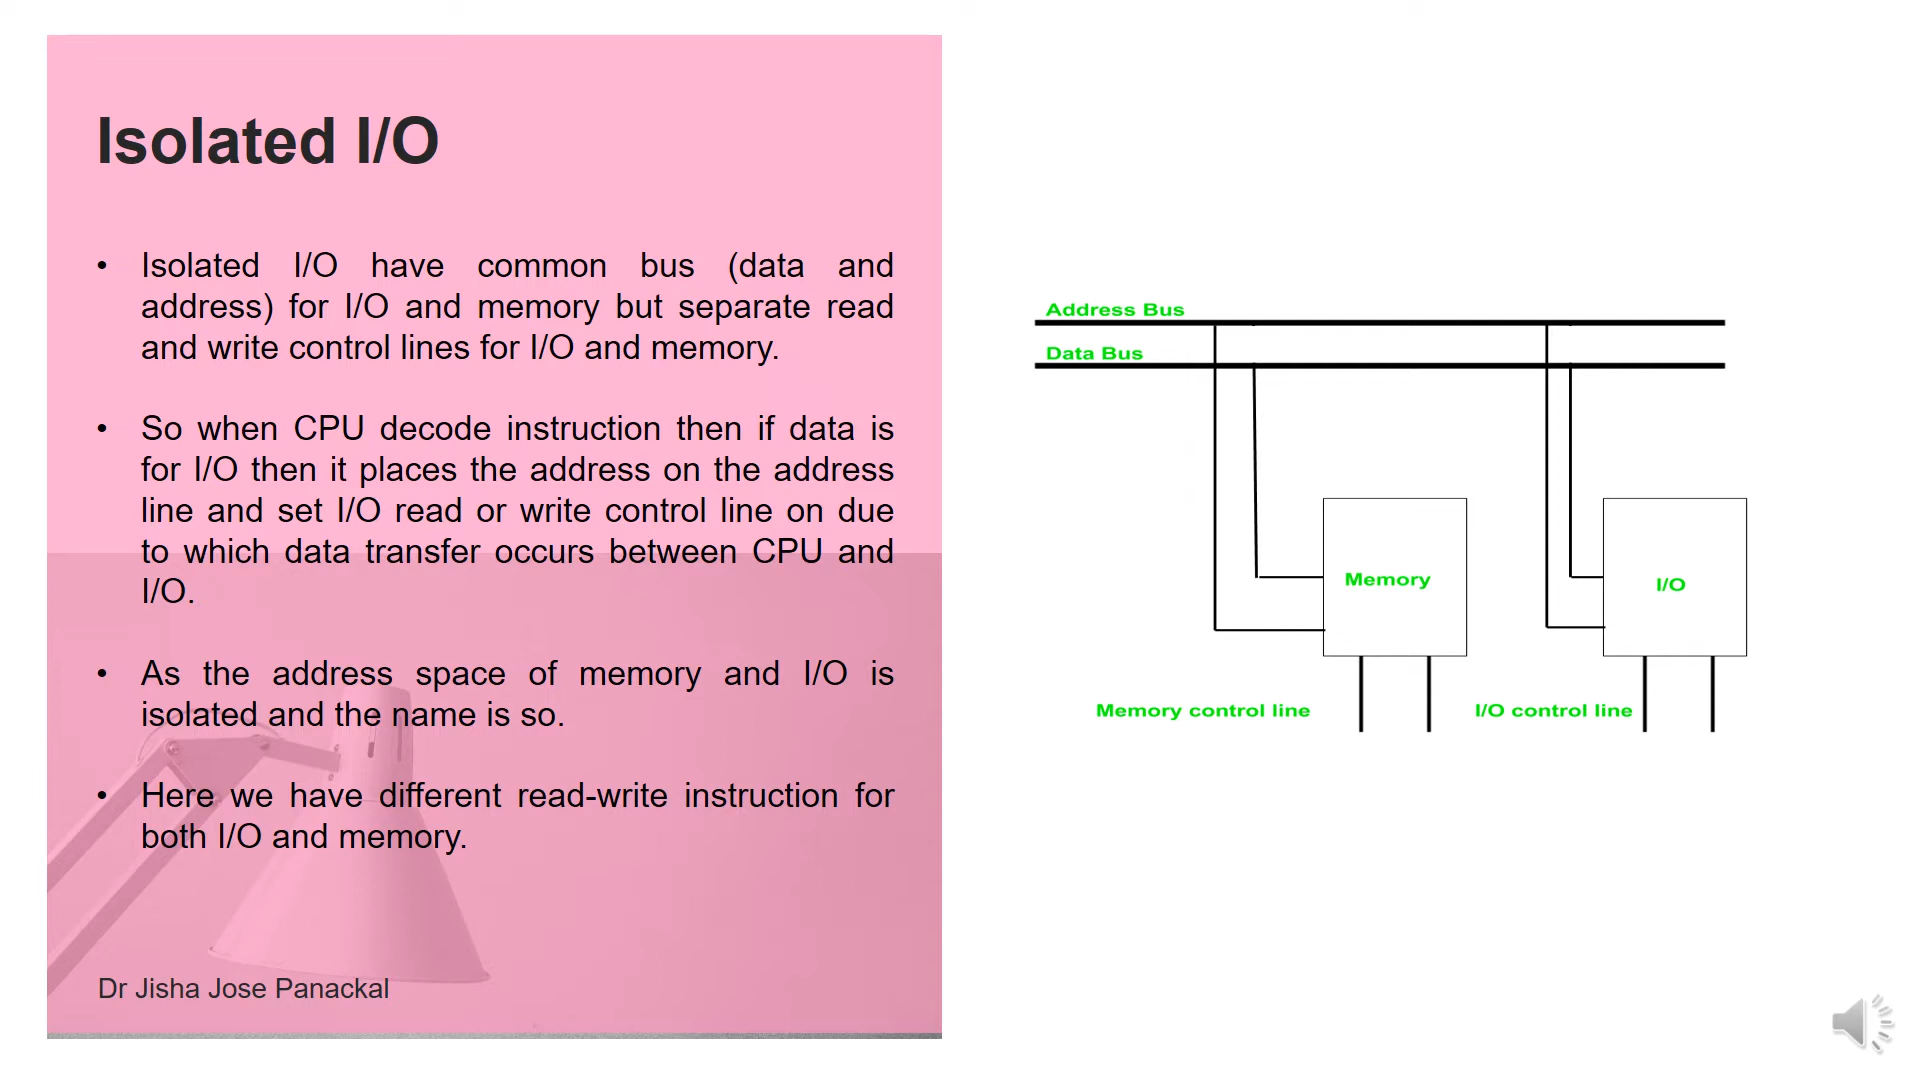 Isolated I/O
• Isolated I/O have common bus (data and
address) for I/O and memory but separate read
and write control lines for I/O and memory.
• So when CPU decode instruction then if data is
for I/O then it places the address on the address
line and set I/O read or write control line on due
to which data transfer occurs between CPU and
I/O.
• As the address space of memory and I/O is
isolated and the name is so.
• Here we have different read-write instruction for
both I/O and memory.
Dr Jisha Jose Panackal
Address Bus
Data Bus
Memory
I/O
Memory control line
I/O control line